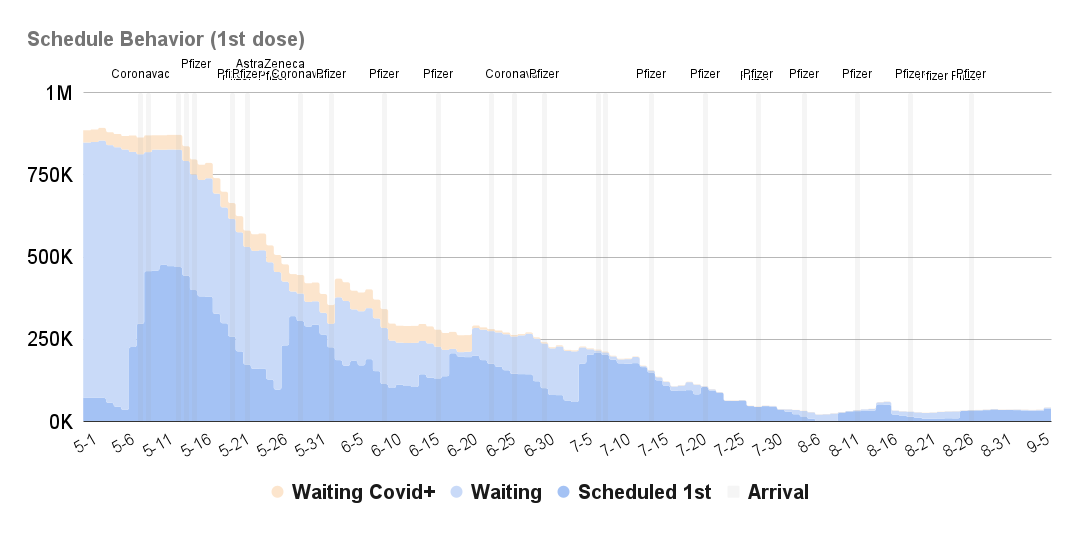 Schedule Behavior (1st dose)
Pfizer AstraZeneca
Coronavac Pfizer Pfizer Pfizer Pfizer Pfizer Pfizer Pfizer Pfizer Pfizer Pfizer Pfizer Pfizer
1M
750K
500K
250K
0K
5-1 5-6 5-11 5-16 5-21 5-26 5-31 6-5 6-10 6-15 6-20 6-25 6-30 7-5 7-10 7-15 7-20 7-25 7-30 8-6 8-11 8-16 8-21 8-26 8-31 9-5
Waiting Covid+ Waiting Scheduled 1st Arrival